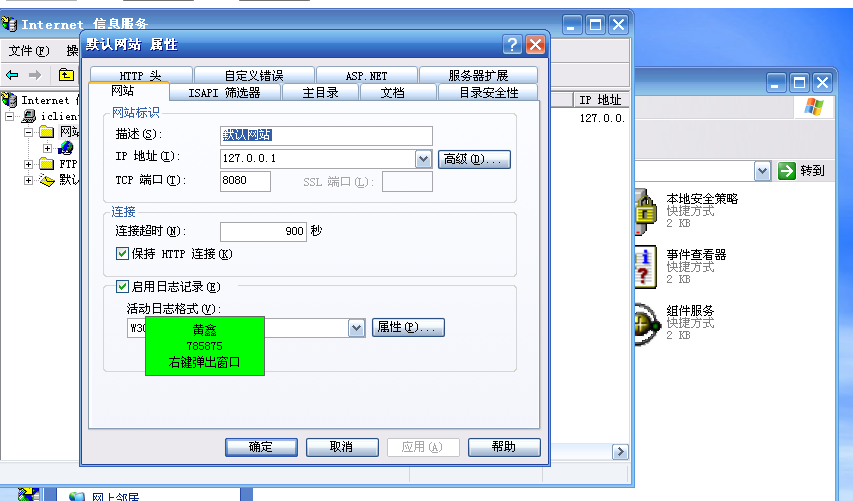 Internet 信息服务
文件(F) 操
默认网站 属性
HTTP 头 自定义错误 ASP.NET 服务器扩展
网站 ISAPI 筛选器 主目录 文档 目录安全性
网站标识
描述(S): 默认网站
IP 地址(I): 127.0.0.1 高级(D)...
TCP 端口(T): 8080 SSL 端口(L):
连接
连接超时(N): 900 秒
保持 HTTP 连接(K)
启用日志记录(E)
活动日志格式(V):
W3C 属性(P)...
黄鑫
785875
右键弹出窗口
确定 取消 应用(A) 帮助
Internet
iclien
网站
FTP
默认
IP 地址
127.0.0.
转到
本地安全策略
快捷方式
2 KB
事件查看器
快捷方式
2 KB
组件服务
快捷方式
2 KB
网上邻居